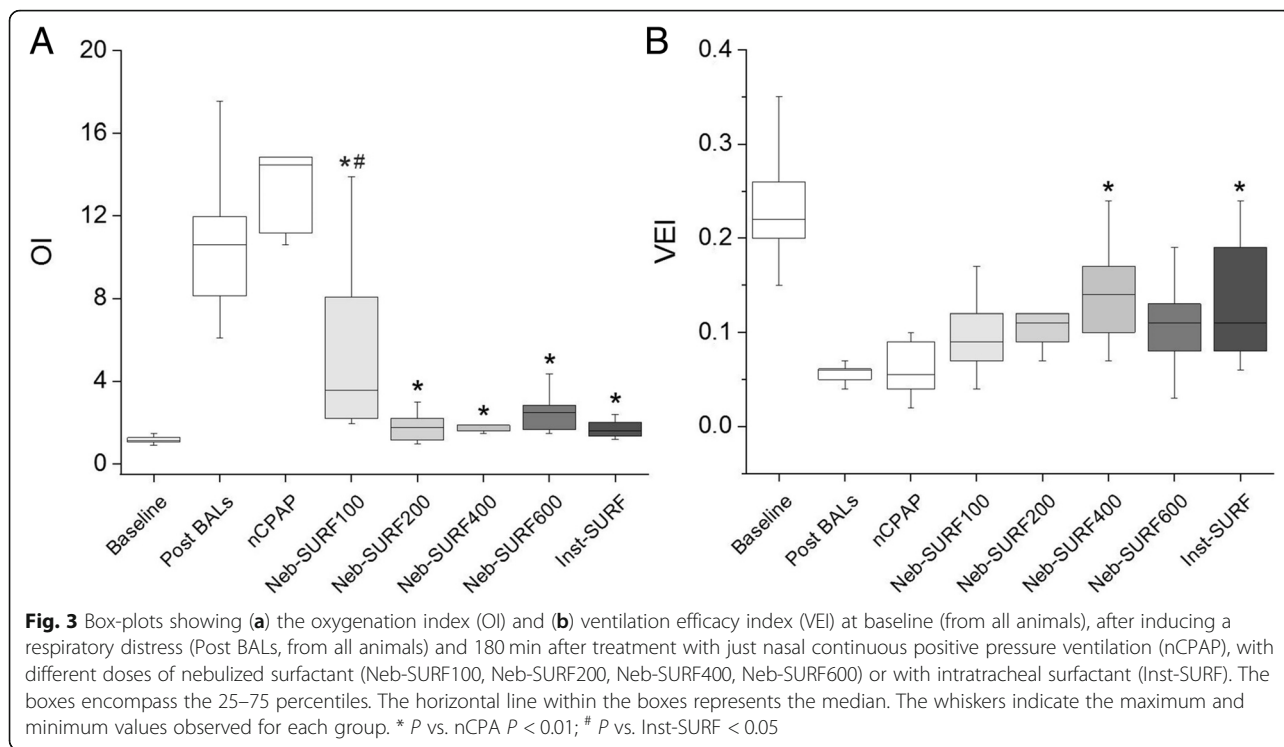 A
B
20
16
12
8
4
0
OI
*#
*
*
*
*
Baseline
Post BALs
nCPAP
Neb-SURF100
Neb-SURF200
Neb-SURF400
Neb-SURF600
Inst-SURF
0.4
0.3
0.2
0.1
0.0
VEI
*
*
Baseline
Post BALs
nCPAP
Neb-SURF100
Neb-SURF200
Neb-SURF400
Neb-SURF600
Inst-SURF
Fig. 3 Box-plots showing (a) the oxygenation index (OI) and (b) ventilation efficacy index (VEI) at baseline (from all animals), after inducing a
respiratory distress (Post BALs, from all animals) and 180 min after treatment with just nasal continuous positive pressure ventilation (nCPAP), with
different doses of nebulized surfactant (Neb-SURF100, Neb-SURF200, Neb-SURF400, Neb-SURF600) or with intratracheal surfactant (Inst-SURF). The
boxes encompass the 25–75 percentiles. The horizontal line within the boxes represents the median. The whiskers indicate the maximum and
minimum values observed for each group. * P vs. nCPA P < 0.01; # P vs. Inst-SURF < 0.05